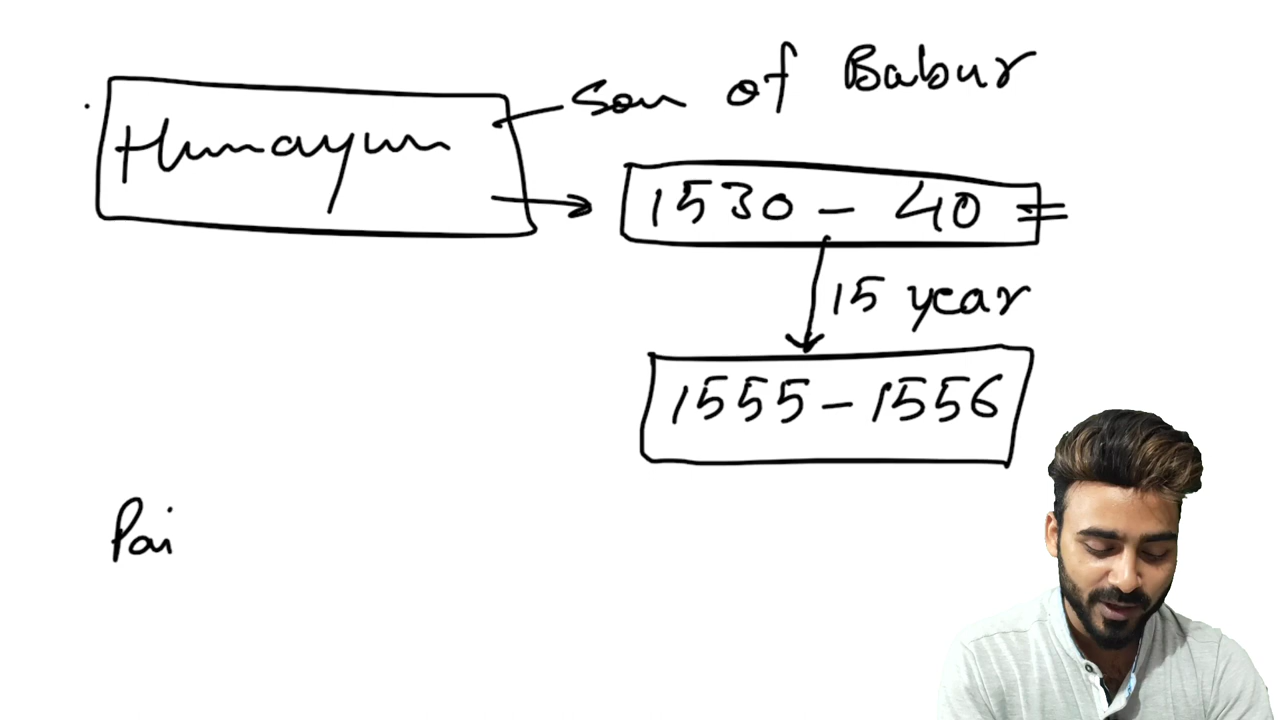 Humayun
Son of Babur
1530 - 40 =
15 year
1555 - 1556
Pai